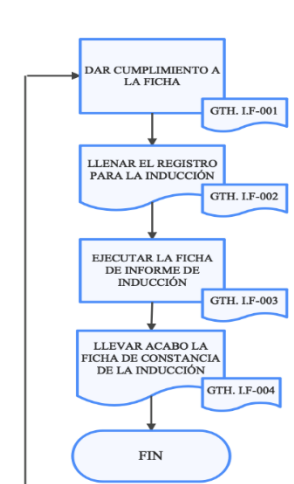 DAR CUMPLIMIENTO A
LA FICHA
GTH. I.F-001
LLENAR EL REGISTRO
PARA LA INDUCCIÓN
GTH. I.F-002
EJECUTAR LA FICHA
DE INFORME DE
INDUCCIÓN
GTH. I.F-003
LLEVAR ACABO LA
FICHA DE CONSTANCIA
DE LA INDUCCIÓN
GTH. I.F-004
FIN